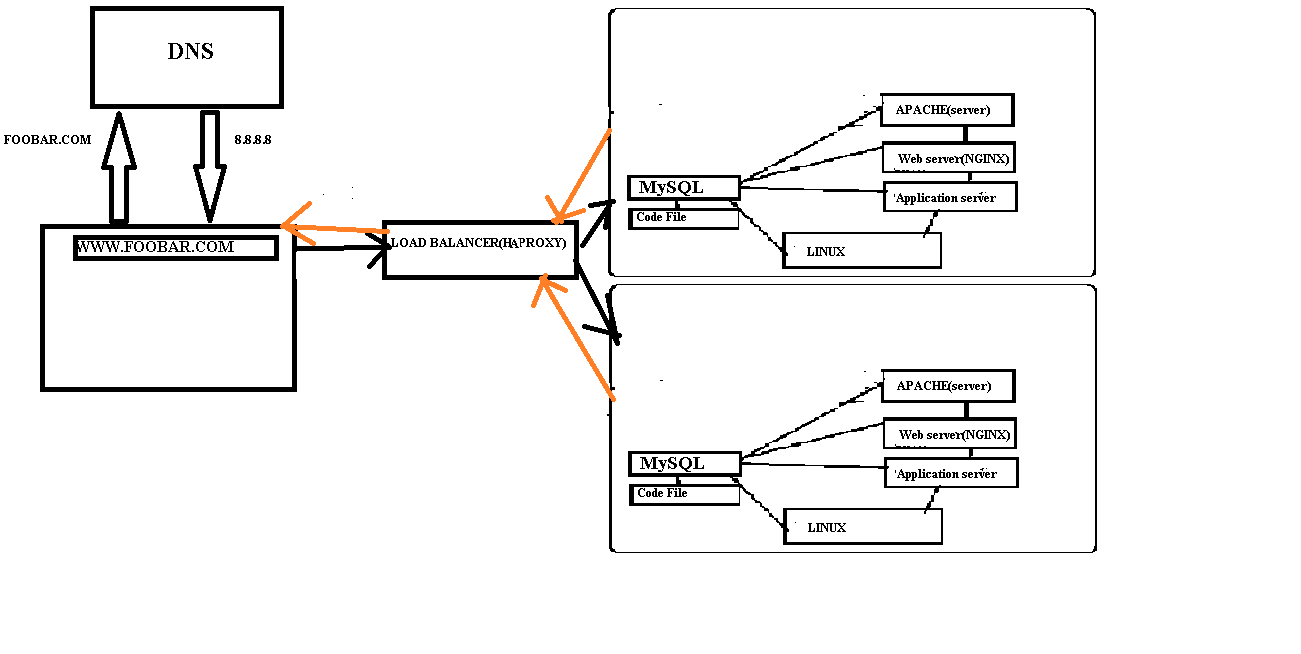 DNS
FOOBAR.COM
8.8.8.8
WWW.FOOBAR.COM
LOAD BALANCER(HAPROXY)
APACHE(server)
Web server(NGINX)
MySQL
Application server
Code File
LINUX
APACHE(server)
Web server(NGINX)
MySQL
Application server
Code File
LINUX